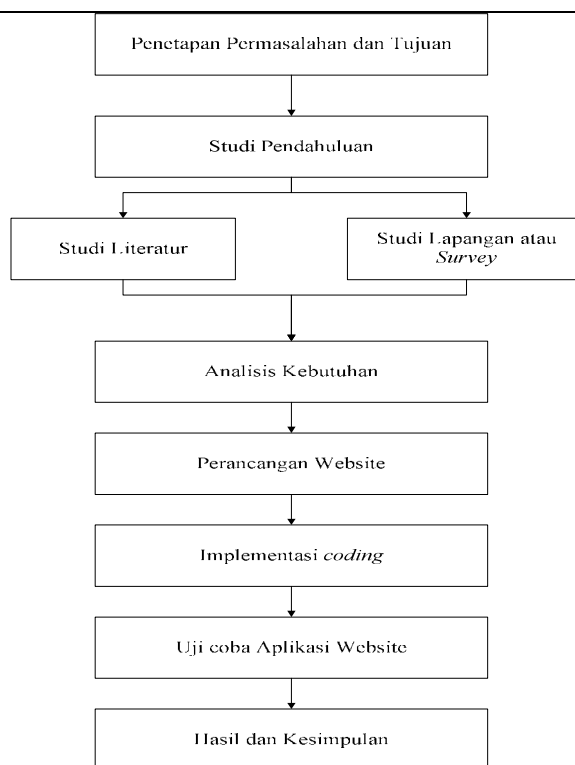 Penetapan Permasalahan dan Tujuan
Studi Pendahuluan
Studi Literatur
Studi Lapangan atau
Survey
Analisis Kebutuhan
Perancangan Website
Implementasi coding
Uji coba Aplikasi Website
Hasil dan Kesimpulan